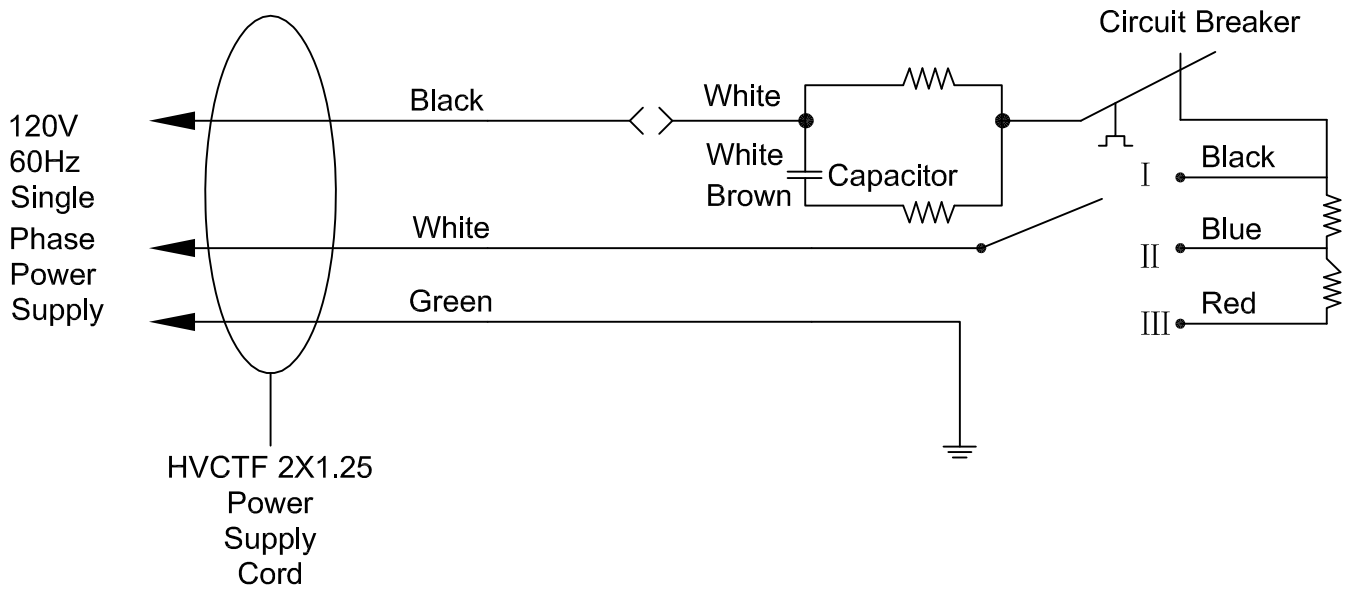 Circuit Breaker
120V
60Hz
Single
Phase
Power
Supply
Black
White
White
Brown
Capacitor
I
Black
White
II
Blue
Green
III
Red
HVCTF 2X1.25
Power
Supply
Cord